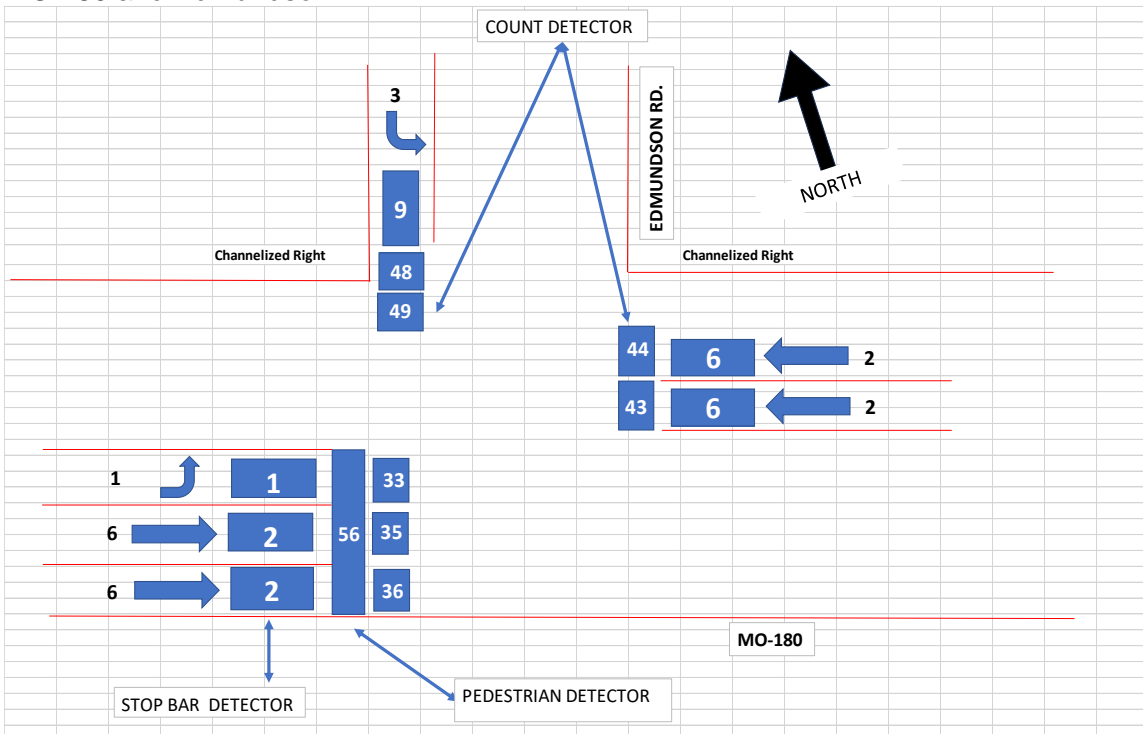 COUNT DETECTOR
3
EDMUNDSON RD.
NORTH
9
Channelized Right
Channelized Right
48
49
44
6
2
43
6
2
1
1
33
6
2
56
35
6
2
36
MO-180
STOP BAR DETECTOR
PEDESTRIAN DETECTOR